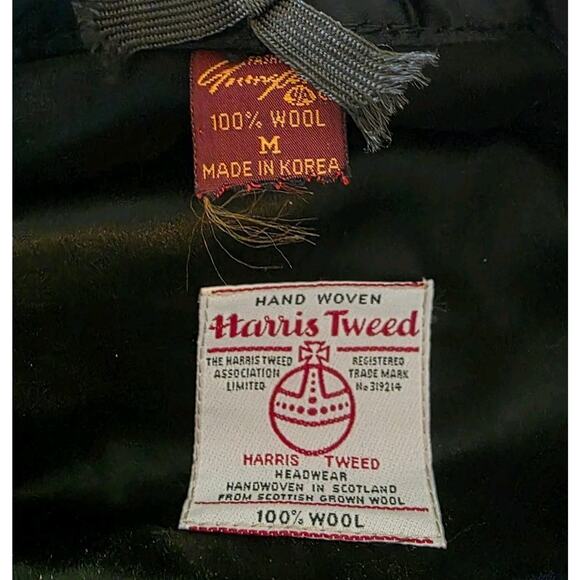 FASH
100% WOOL
M
MADE IN KOREA
HAND WOVEN
Harris Tweed
THE HARRIS TWEED
ASSOCIATION
LIMITED
REGISTERED
TRADE MARK
No 319214
HARRIS TWEED
HEADWEAR
HANDWOVEN IN SCOTLAND
FROM SCOTTISH GROWN WOOL
100% WOOL